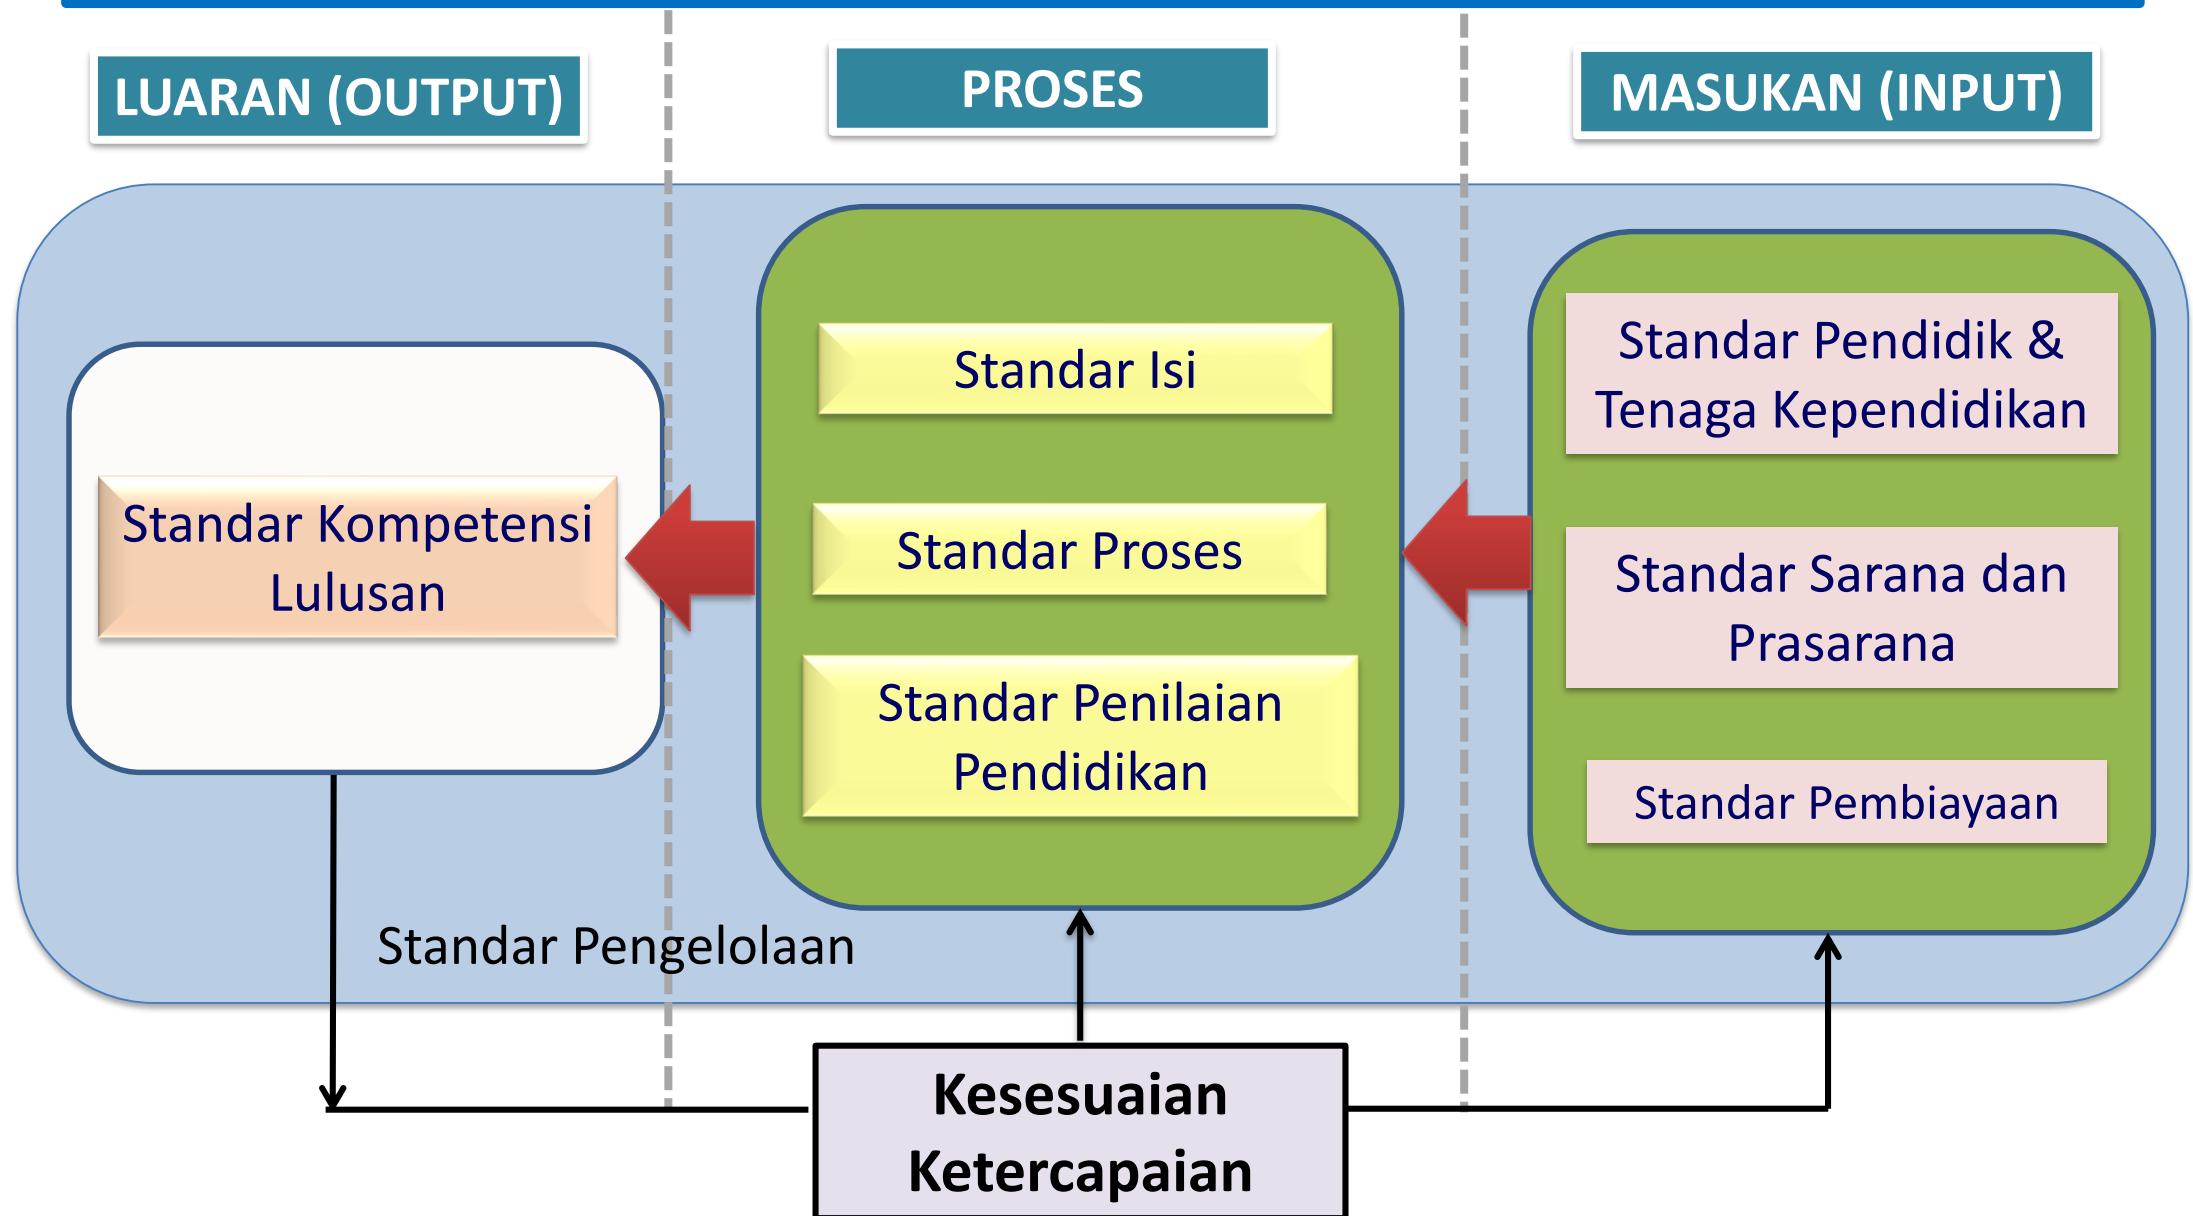 LUARAN (OUTPUT)
PROSES
MASUKAN (INPUT)
Standar Kompetensi
Lulusan
Standar Isi
Standar Proses
Standar Penilaian
Pendidikan
Standar Pendidik &
Tenaga Kependidikan
Standar Sarana dan
Prasarana
Standar Pembiayaan
Standar Pengelolaan
Kesesuaian
Ketercapaian